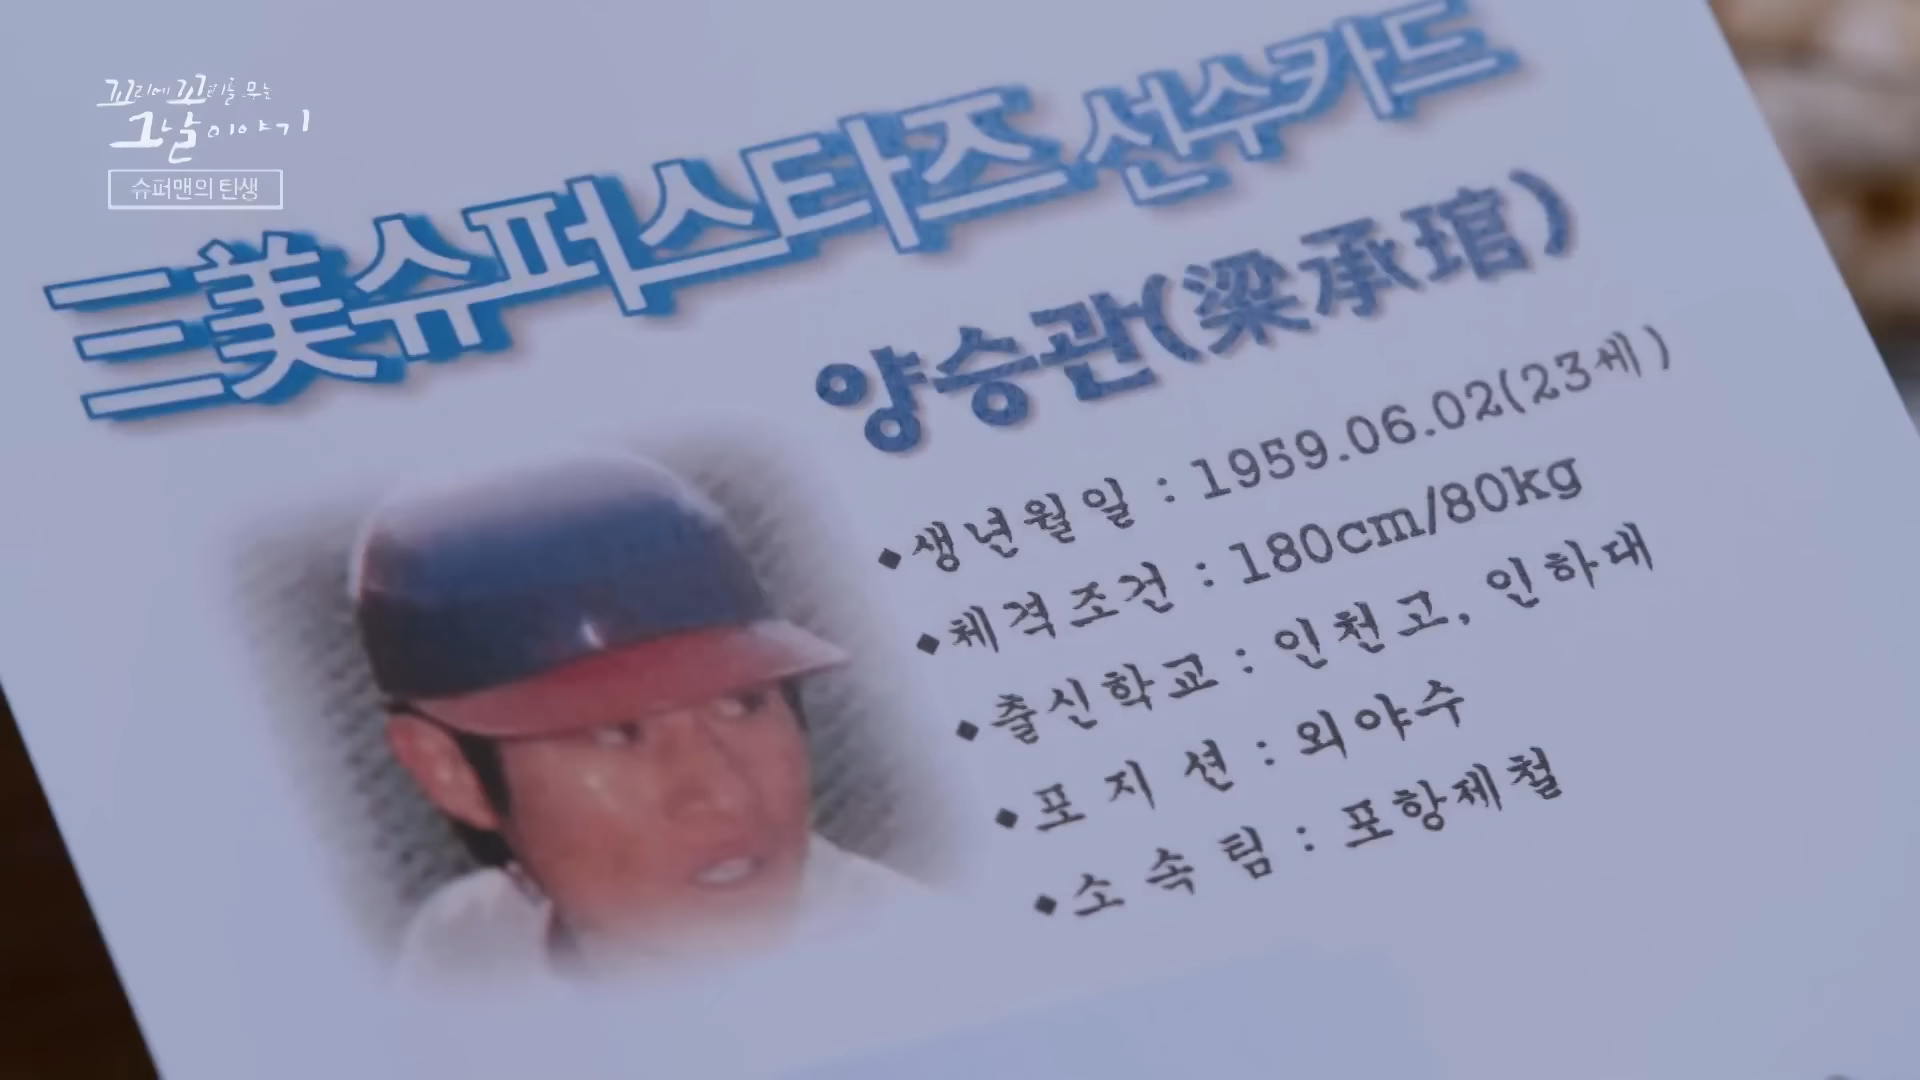 꼬리에 꼬리를 무는
그날 이야기
슈퍼맨의 탄생
三美슈퍼스타즈 선수카드
양승관(梁承琯)
◆생년월일 : 1959.06.02(23세)
◆체격조건 : 180cm/80kg
◆출신학교 : 인천고, 인하대
◆포 지 션 : 외야수
◆소 속 팀 : 포항제철